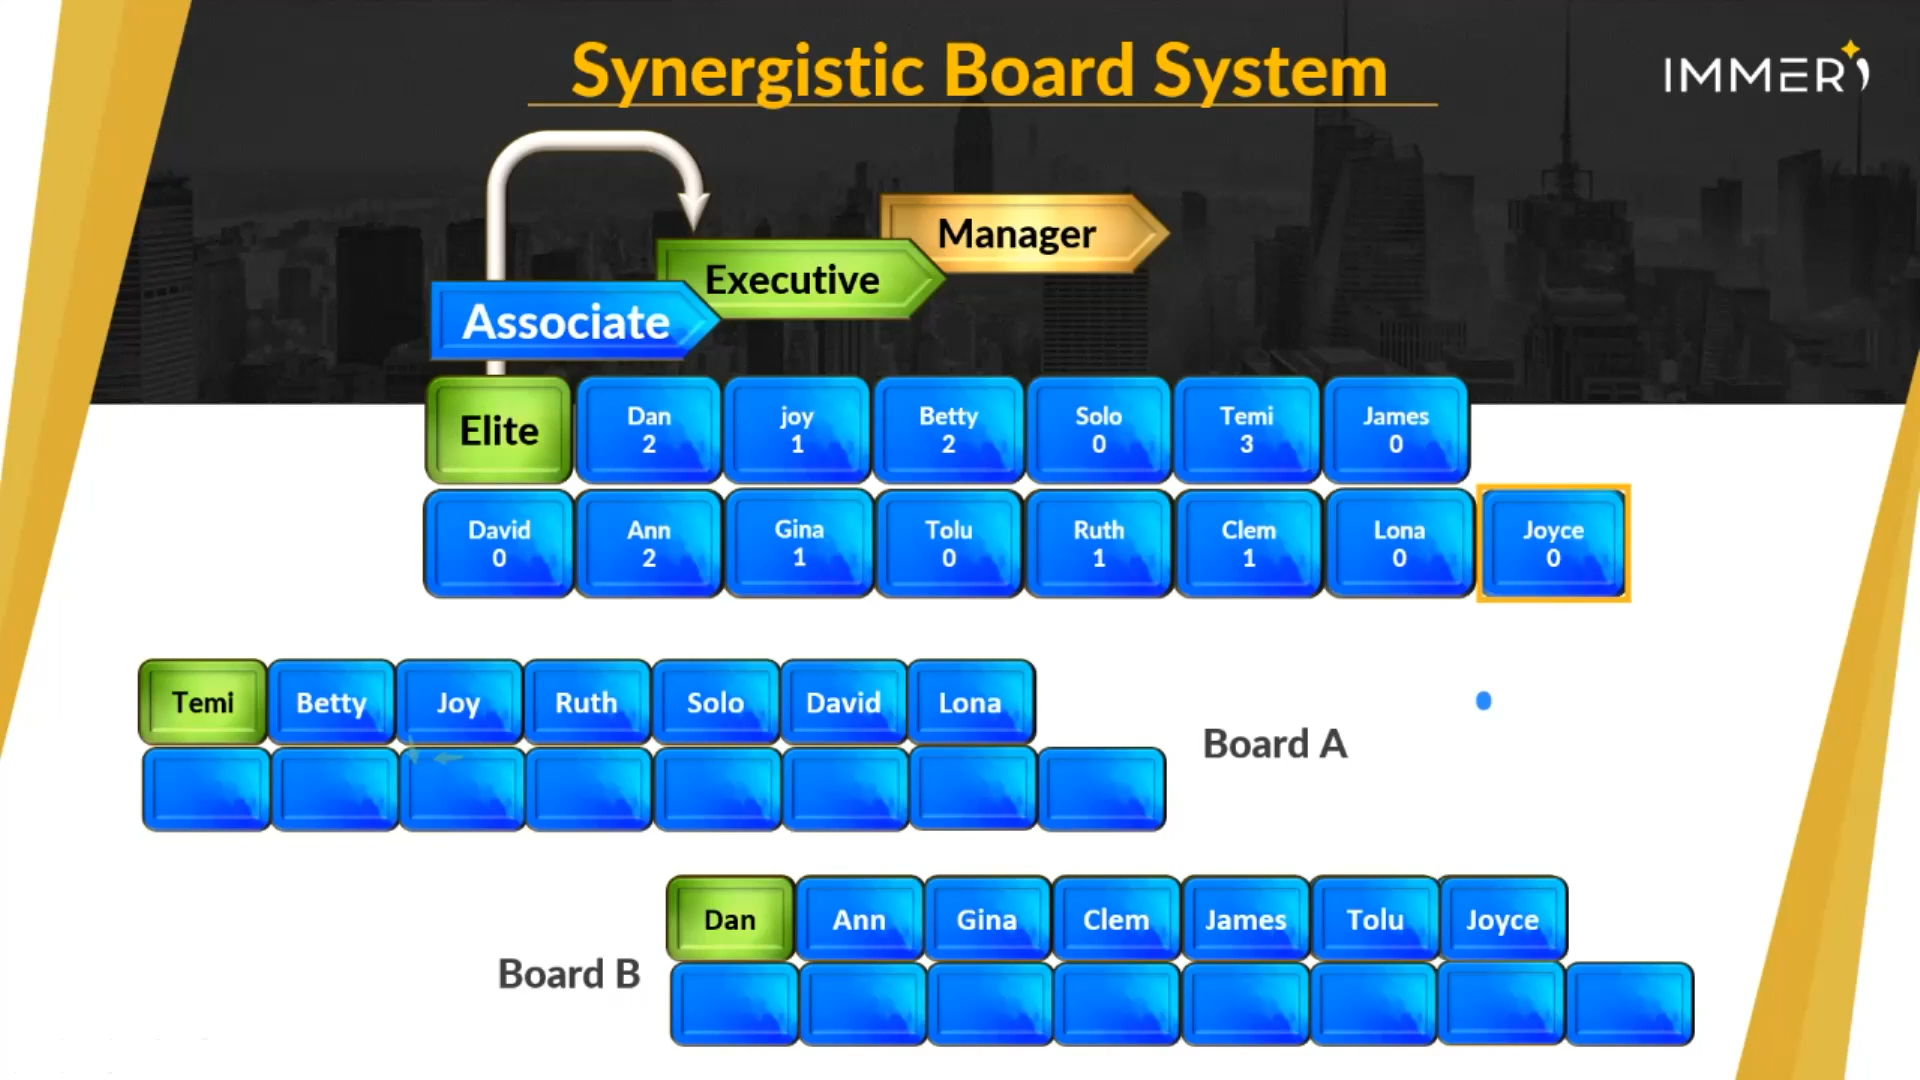 Synergistic Board System
IMMER
Manager
Executive
Associate
Elite
Dan
2
joy
1
Betty
2
Solo
0
Temi
3
James
0
David
0
Ann
2
Gina
1
Tolu
0
Ruth
1
Clem
1
Lona
0
Joyce
0
Temi
Betty
Joy
Ruth
Solo
David
Lona
Board A
Dan
Ann
Gina
Clem
James
Tolu
Joyce
Board B